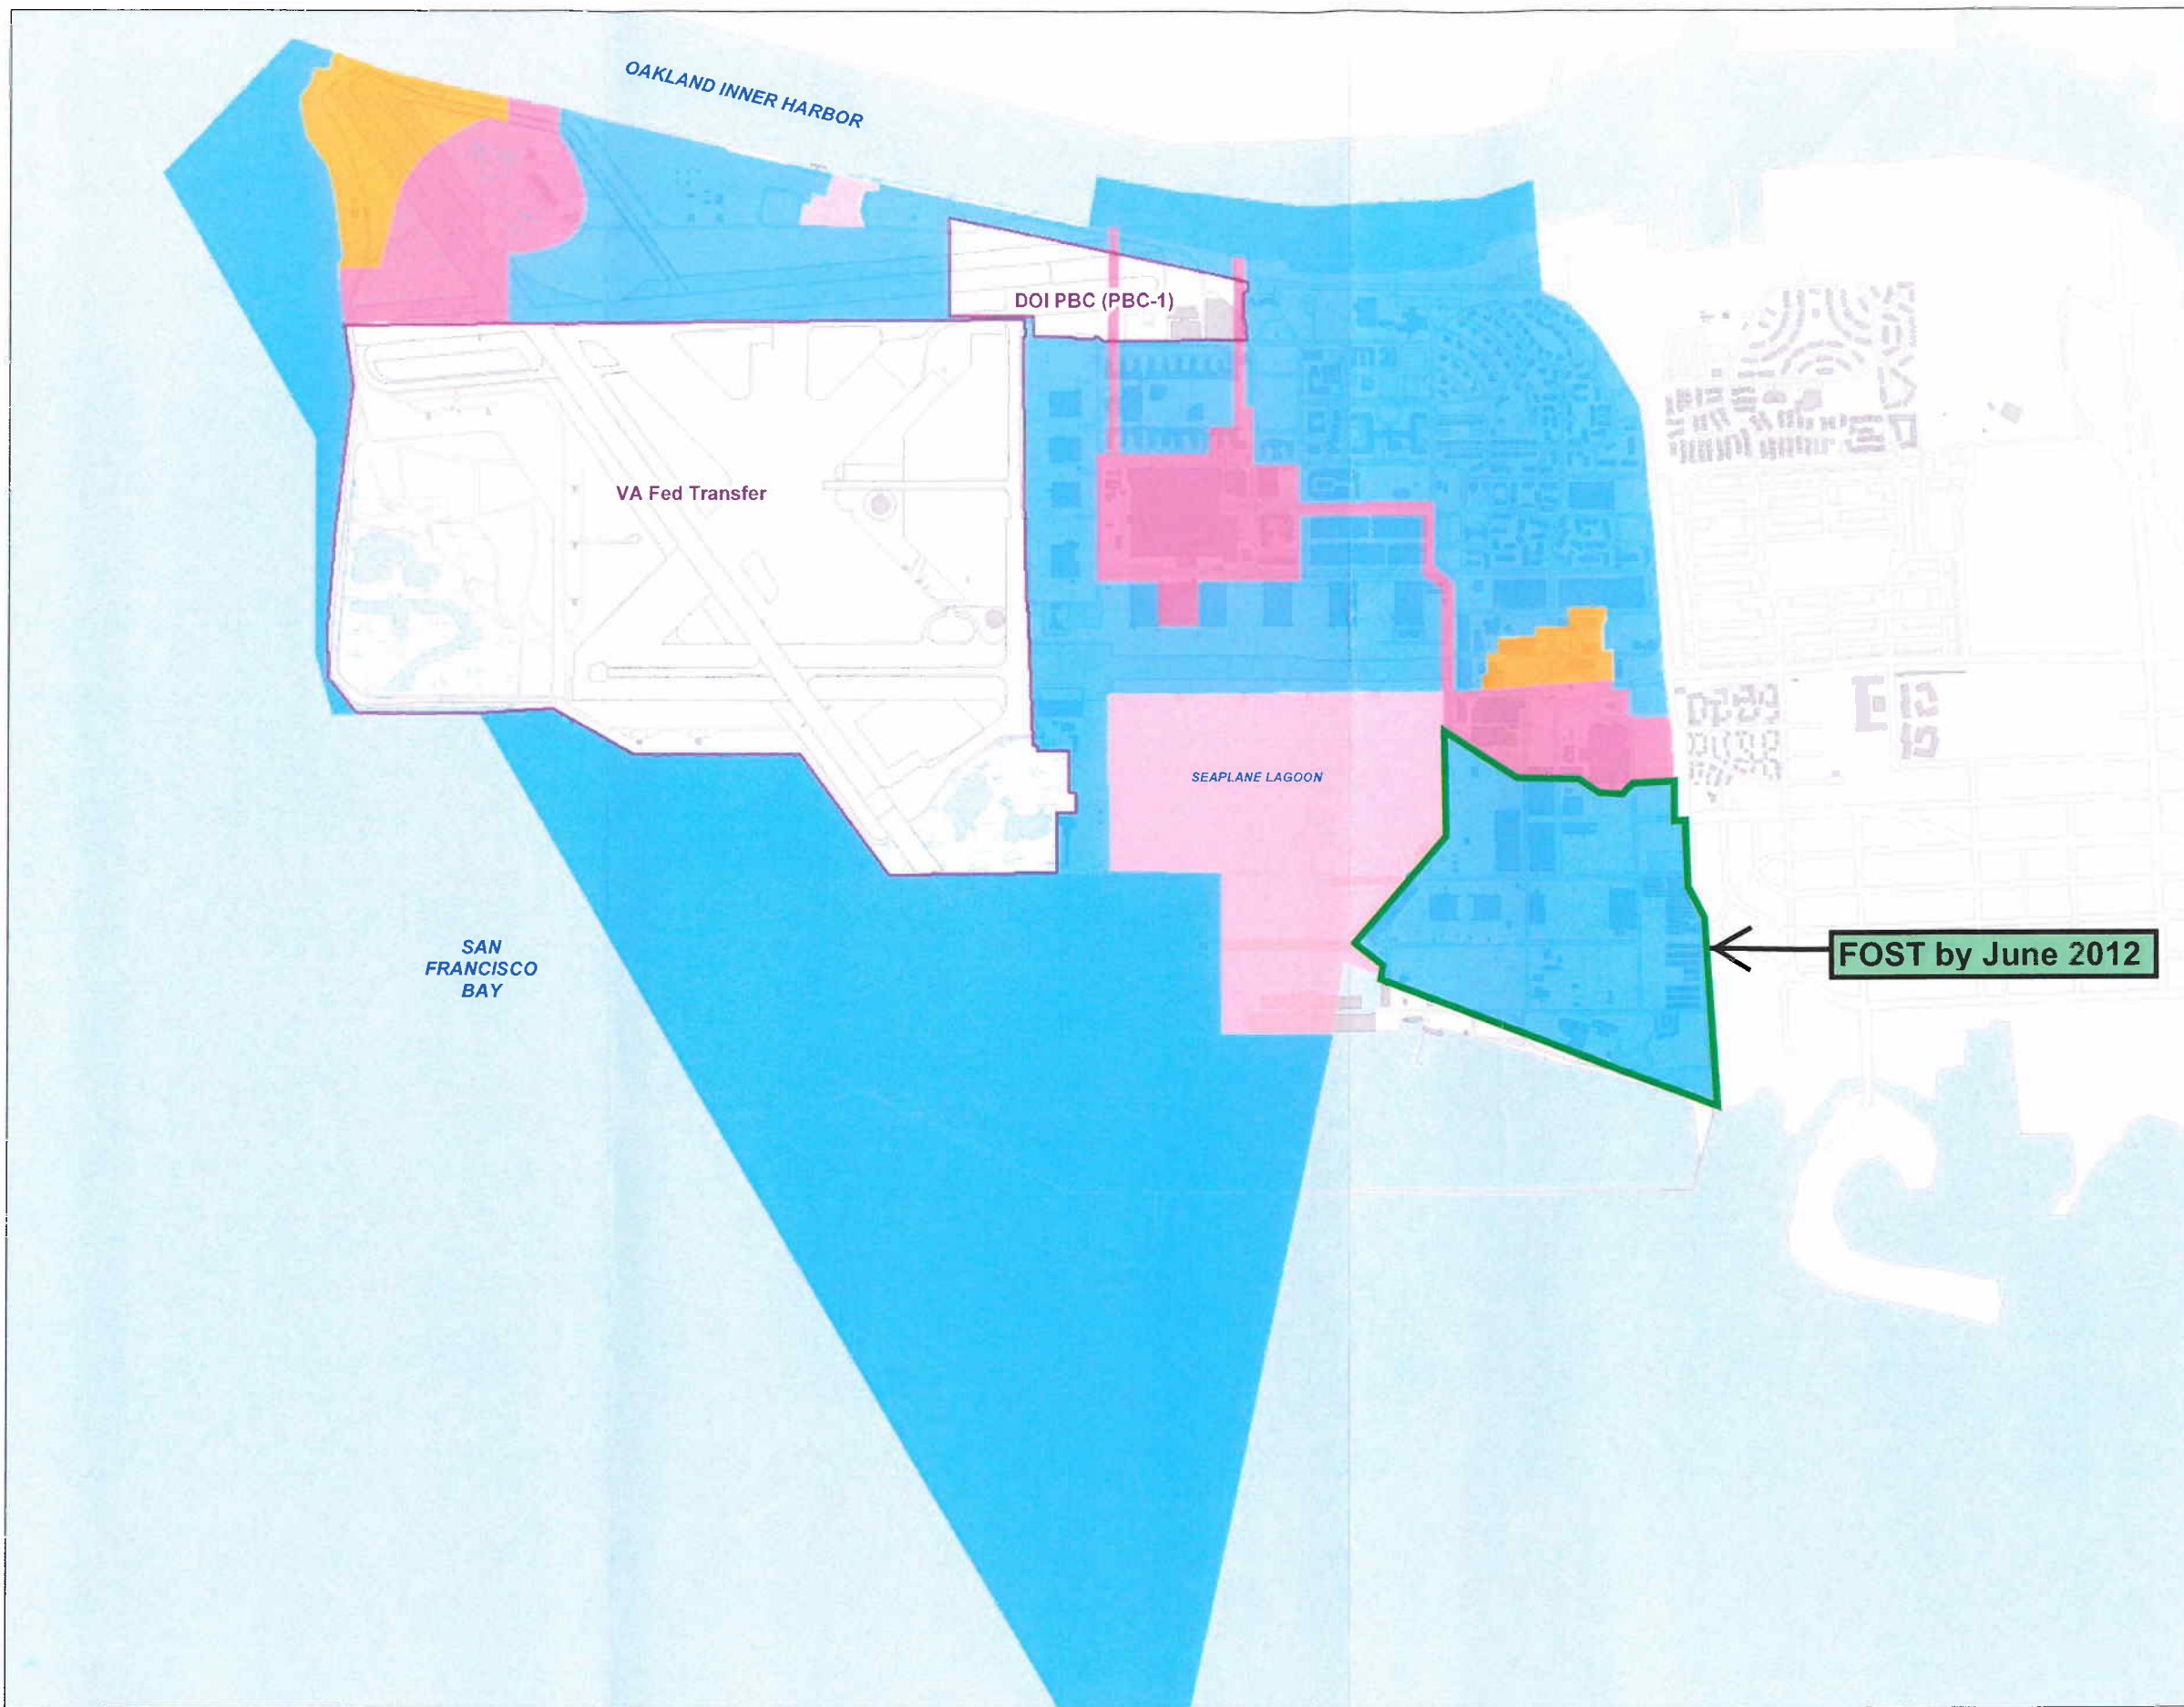 OAKLAND INNER HARBOR
DOI PBC (PBC-1)
VA Fed Transfer
SEAPLANE LAGOON
SAN
FRANCISCO
BAY
FOST by June 2012